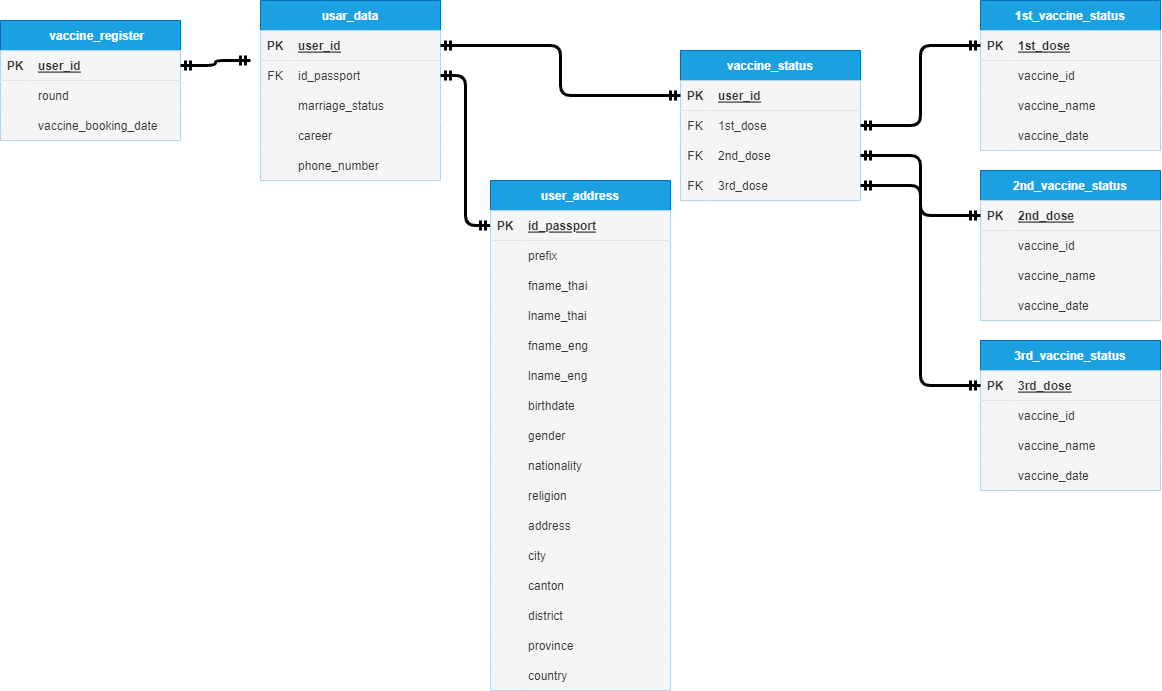 vaccine_register
PK user_id
round
vaccine_booking_date
usar_data
PK user_id
FK id_passport
marriage_status
career
phone_number
user_address
PK id_passport
prefix
fname_thai
lname_thai
fname_eng
lname_eng
birthdate
gender
nationality
religion
address
city
canton
district
province
country
vaccine_status
PK user_id
FK 1st_dose
FK 2nd_dose
FK 3rd_dose
1st_vaccine_status
PK 1st_dose
vaccine_id
vaccine_name
vaccine_date
2nd_vaccine_status
PK 2nd_dose
vaccine_id
vaccine_name
vaccine_date
3rd_vaccine_status
PK 3rd_dose
vaccine_id
vaccine_name
vaccine_date